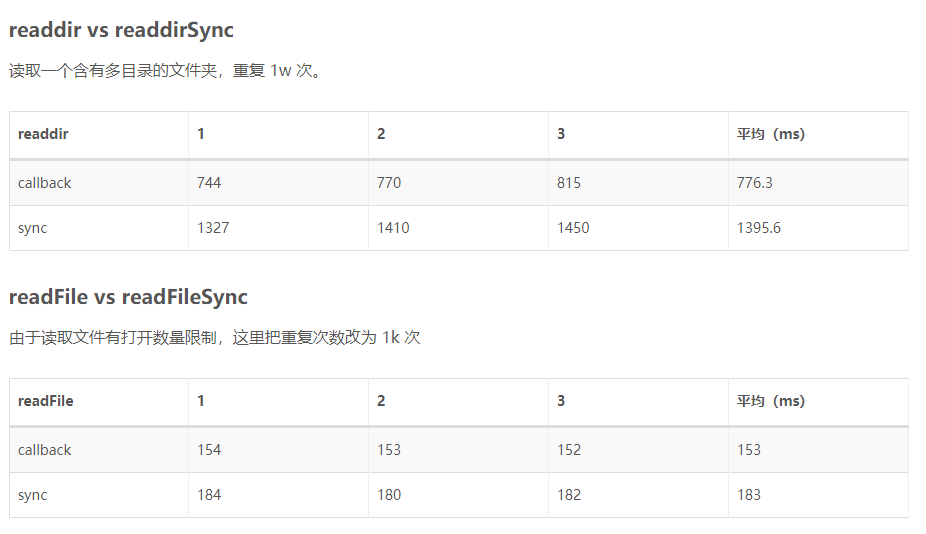 readdir vs readdirSync
读取一个含有多目录的文件夹，重复 1w 次。
readdir 1 2 3 平均（ms）
callback 744 770 815 776.3
sync 1327 1410 1450 1395.6
readFile vs readFileSync
由于读取文件有打开数量限制，这里把重复次数改为 1k 次
readFile 1 2 3 平均（ms）
callback 154 153 152 153
sync 184 180 182 183